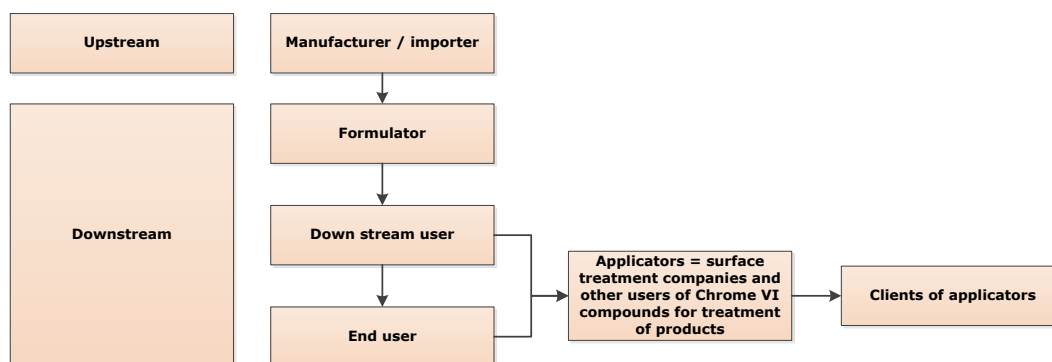 Upstream
Manufacturer / importer
Formulator
Downstream
Down stream user
Applicators = surface
treatment companies and
other users of Chrome VI
compounds for treatment
of products
Clients of applicators
End user